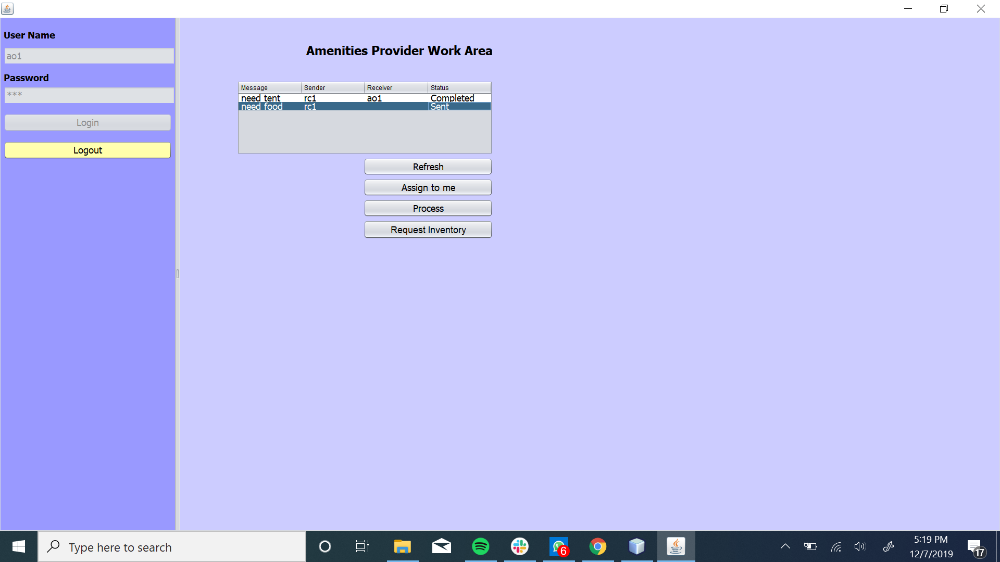 User Name
ao1
Password
***
Login
Logout
Amenities Provider Work Area
Message Sender Receiver Status
need tent rc1 ao1 Completed
need food rc1 Sent
Refresh
Assign to me
Process
Request Inventory
Type here to search
6
5:19 PM
12/7/2019
17